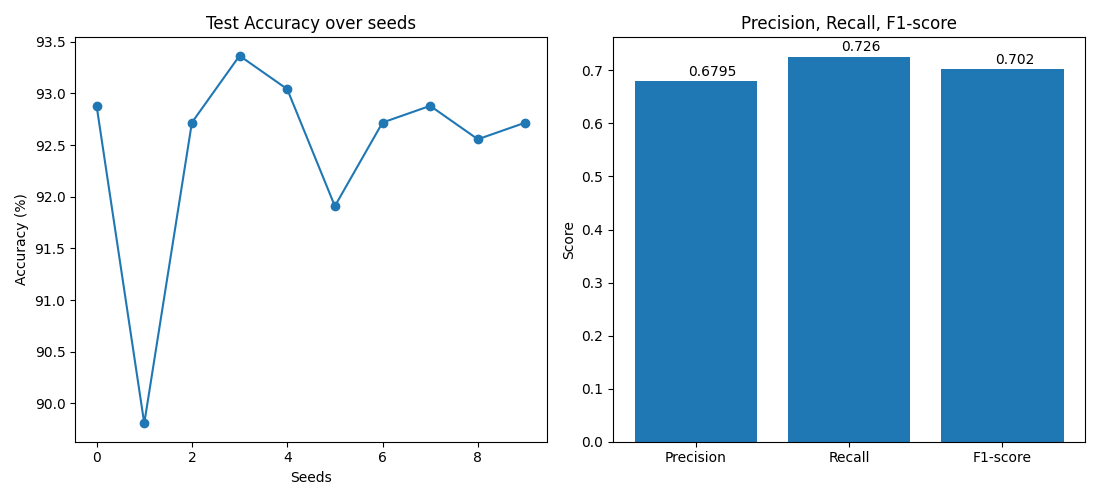 Test Accuracy over seeds
93.5
93.0
92.5
92.0
91.5
91.0
90.5
90.0
Accuracy (%)
0 2 4 6 8
Seeds
Precision, Recall, F1-score
0.7
0.6
0.5
0.4
0.3
0.2
0.1
0.0
Score
0.6795 0.726 0.702
Precision Recall F1-score